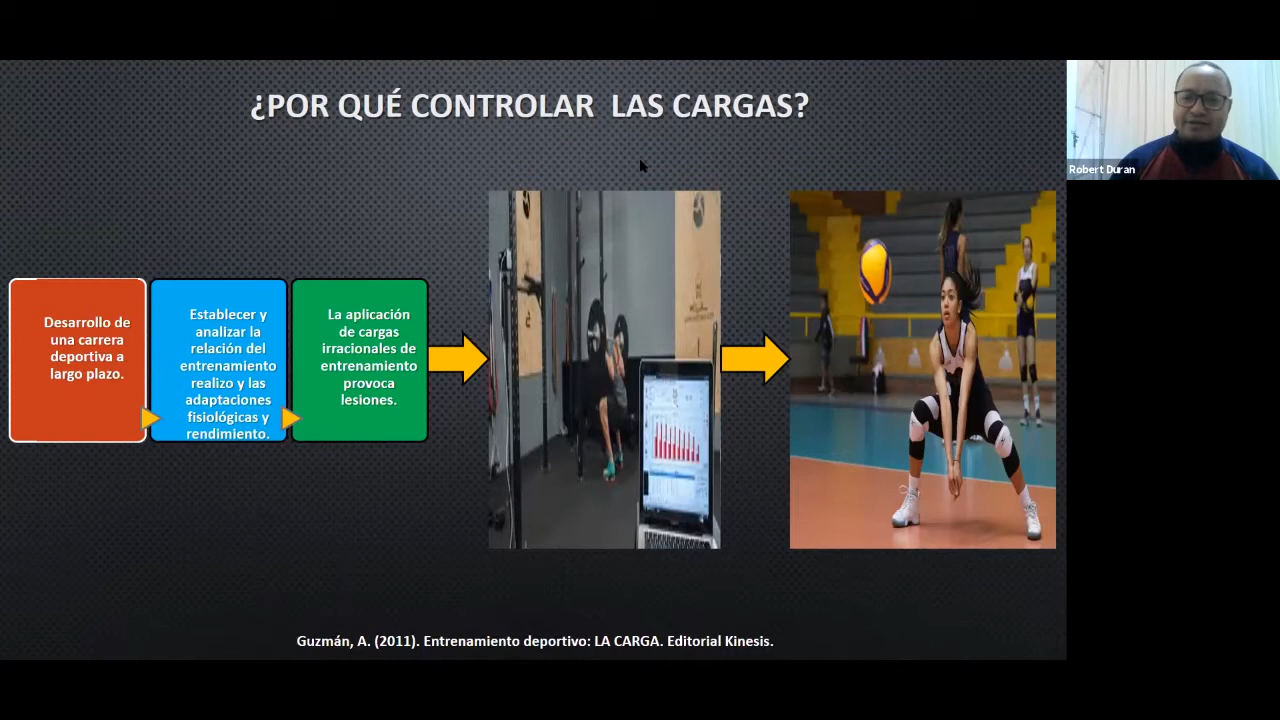 ¿POR QUÉ CONTROLAR LAS CARGAS?
Robert Duran
Desarrollo de
una carrera
deportiva a
largo plazo.
Establecer y
analizar la
relación del
entrenamiento
realizo y las
adaptaciones
fisiológicas y
rendimiento.
La aplicación
de cargas
irracionales de
entrenamiento
provoca
lesiones.
Guzmán, A. (2011). Entrenamiento deportivo: LA CARGA. Editorial Kinesis.